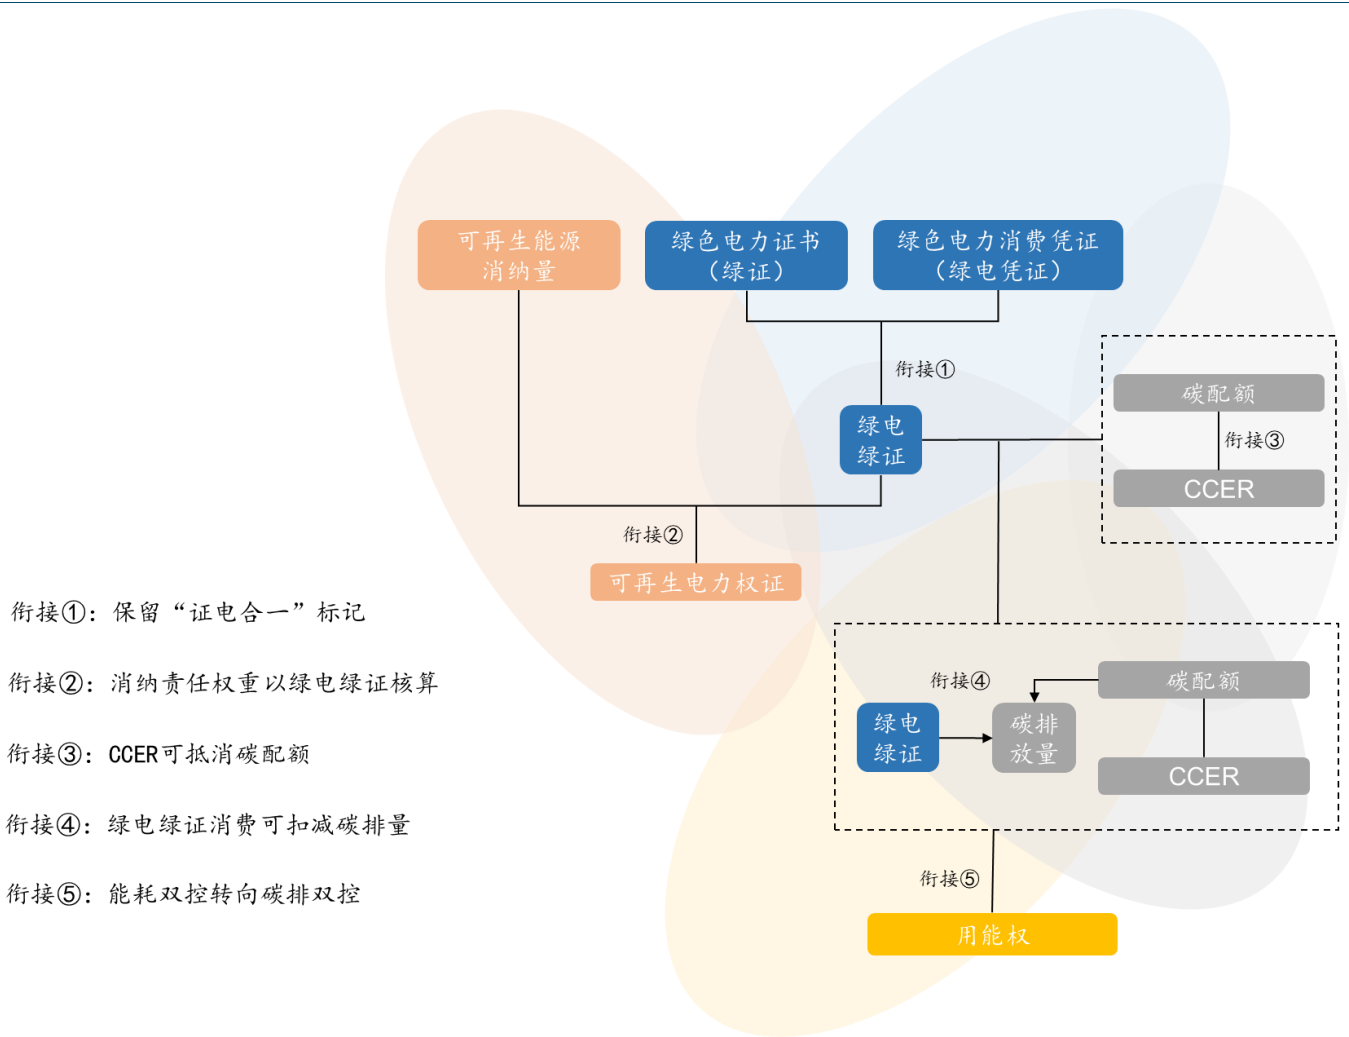 可再生能源
消纳量
绿色电力证书
（绿证）
绿色电力消费凭证
（绿电凭证）
衔接①
绿电
绿证
碳配额
衔接③
CCER
衔接②
可再生电力权证
衔接①：保留“证电合一”标记
衔接②：消纳责任权重以绿电绿证核算
衔接③：CCER可抵消碳配额
衔接④：绿电绿证消费可扣减碳排量
衔接⑤：能耗双控转向碳排双控
衔接④
碳配额
绿电
绿证
碳排
放量
CCER
衔接⑤
用能权